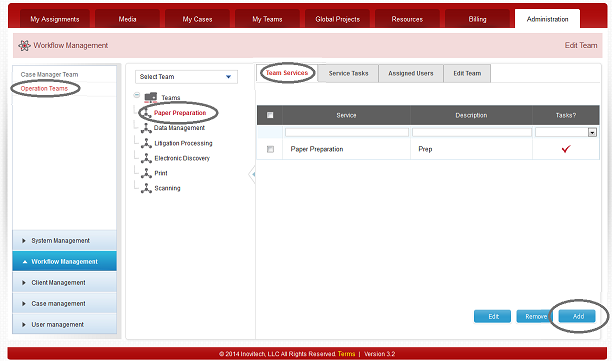 My Assignments Media My Cases My Teams Global Projects Resources Billing Administration
Workflow Management Edit Team
Case Manager Team
Operation Teams
System Management
Workflow Management
Client Management
Case management
User management
Select Team
Teams
Paper Preparation
Data Management
Litigation Processing
Electronic Discovery
Print
Scanning
Team Services Service Tasks Assigned Users Edit Team
Service Description Tasks?
Paper Preparation Prep
Edit Remove Add
© 2014 Inovitech, LLC All Rights Reserved. Terms | Version 3.2